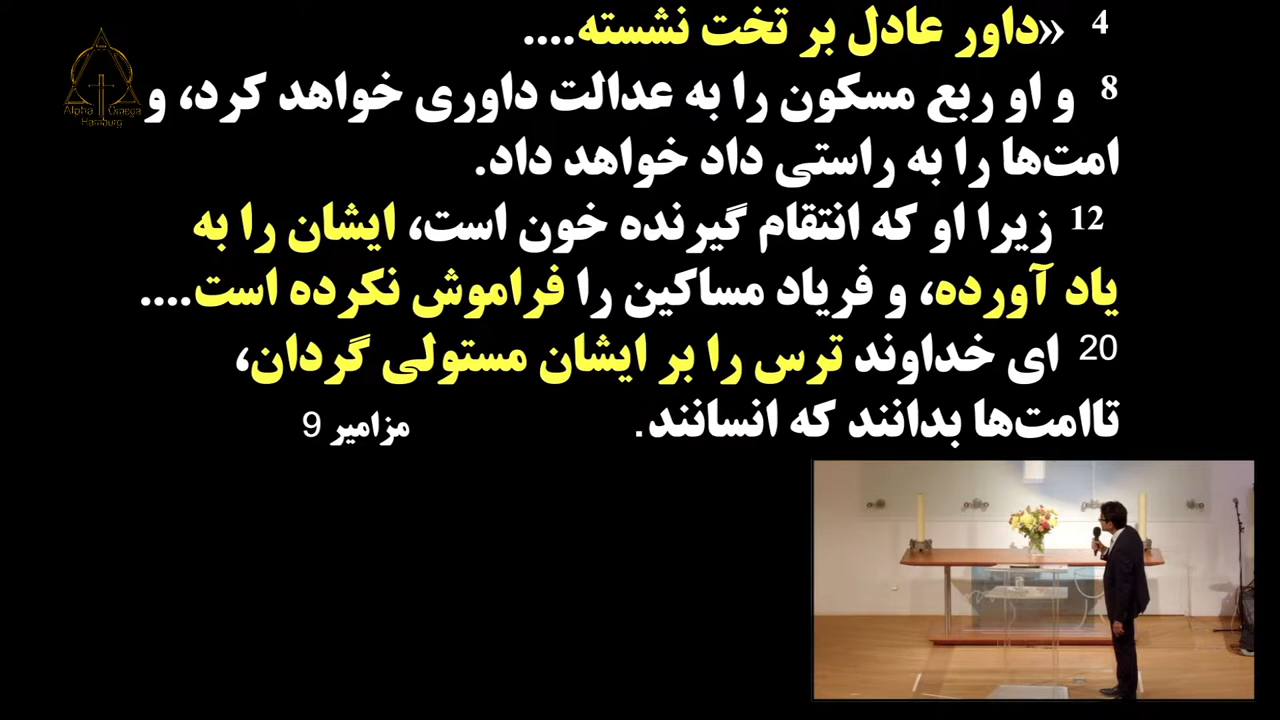 4 «داور عادل بر تخت نشسته....
8 و او ربع مسکون را به عدالت داوری خواهد کرد، و
امت‌ها را به راستی داد خواهد داد.
12 زیرا او که انتقام گیرنده خون است، ایشان را به
یاد آورده، و فریاد مساکین را فراموش نکرده است....
20 ای خداوند ترس را بر ایشان مستولی گردان،
تاامت‌ها بدانند که انسانند.
مزامیر 9
Alpha Omega
Hamburg